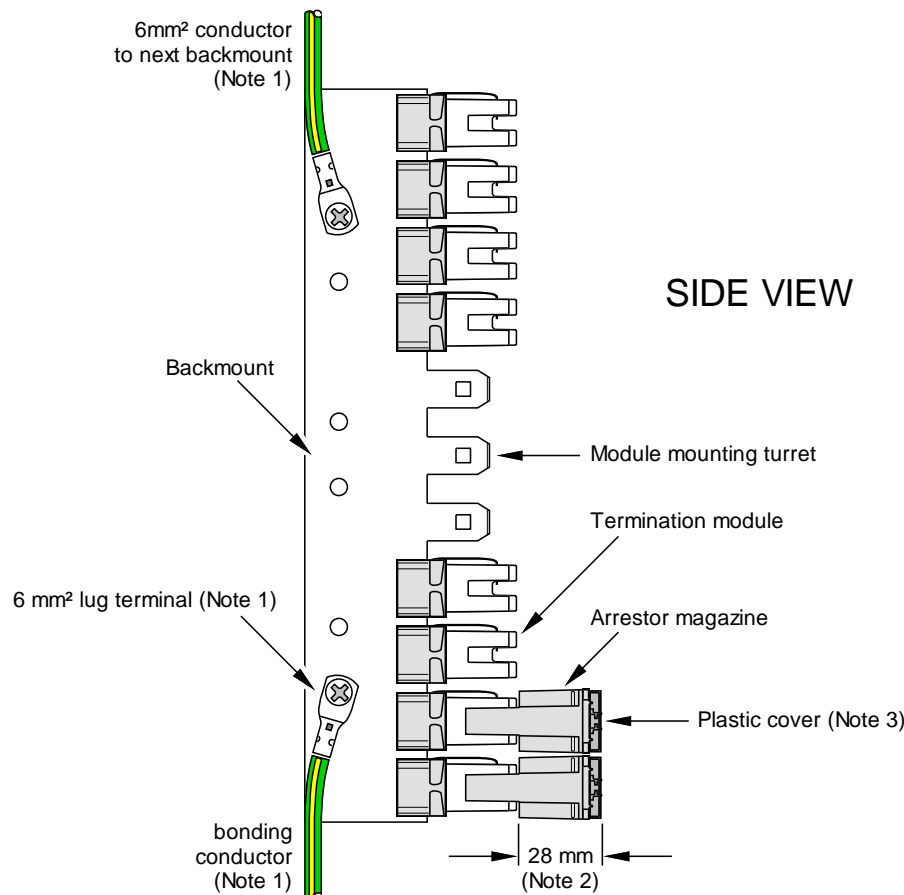 6mm² conductor
to next backmount
(Note 1)
SIDE VIEW
Backmount
Module mounting turret
Termination module
6 mm² lug terminal (Note 1)
Arrestor magazine
Plastic cover (Note 3)
bonding
conductor
(Note 1)
28 mm
(Note 2)